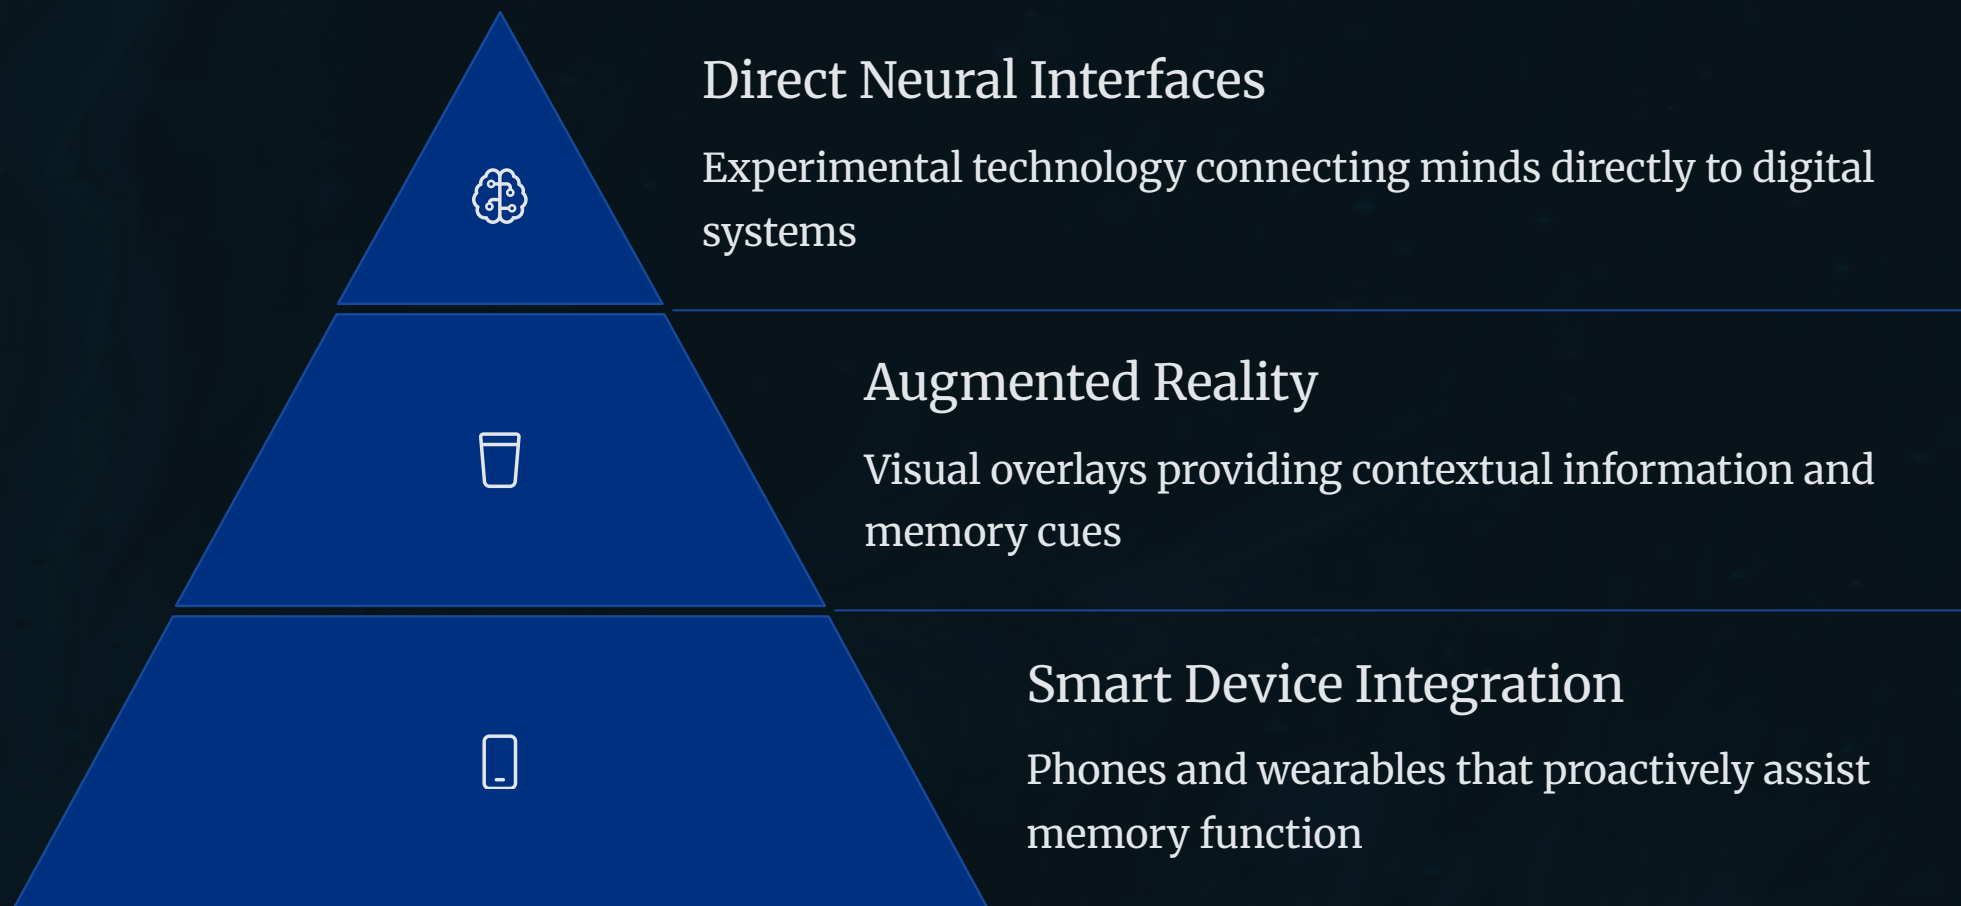 Direct Neural Interfaces
Experimental technology connecting minds directly to digital
systems
Augmented Reality
Visual overlays providing contextual information and
memory cues
Smart Device Integration
Phones and wearables that proactively assist
memory function